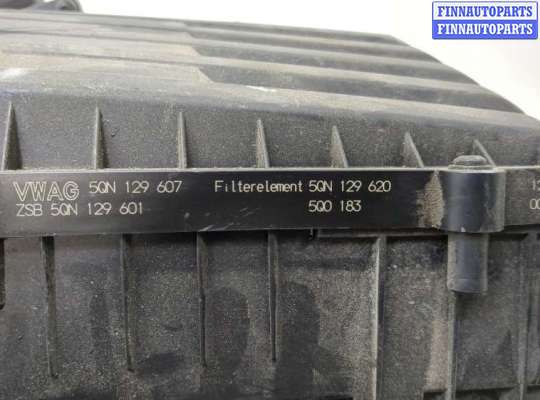 FINNAUTOPARTS
FINNAUTOPARTS
VWAG 5QN 129 607 Filterelement 5QN 129 620
ZSB 5QN 129 601 5Q0 183